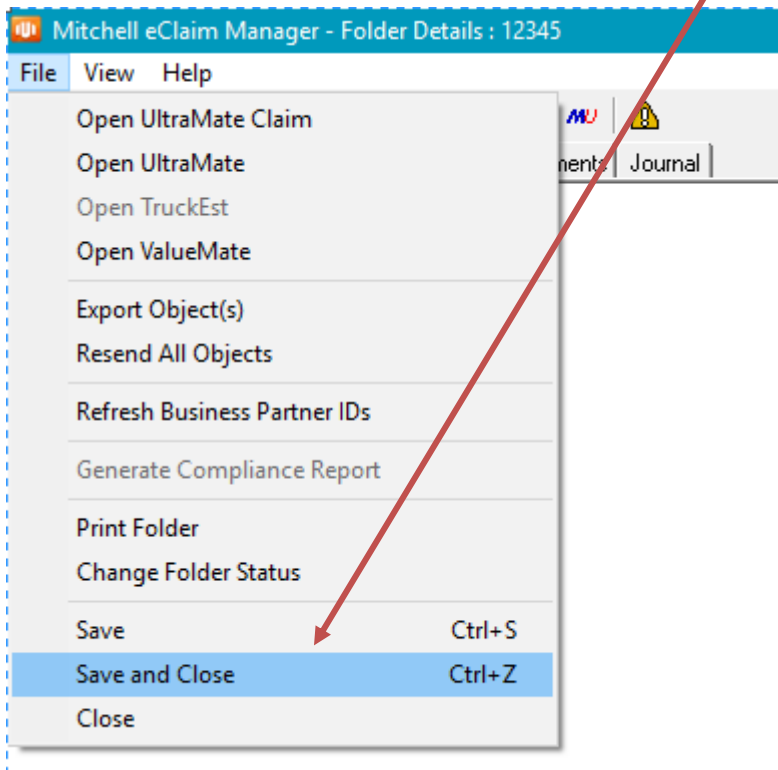 Mitchell eClaim Manager - Folder Details : 12345
File View Help
Open UltraMate Claim
MU
Open UltraMate
Journal
Open TruckEst
Open ValueMate
Export Object(s)
Resend All Objects
Refresh Business Partner IDs
Generate Compliance Report
Print Folder
Change Folder Status
Save Ctrl+S
Save and Close Ctrl+Z
Close